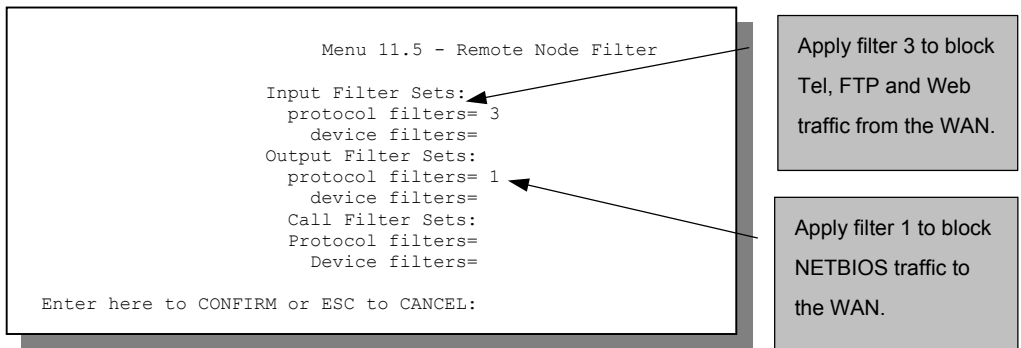 Menu 11.5 - Remote Node Filter
Input Filter Sets:
protocol filters= 3
device filters=
Output Filter Sets:
protocol filters= 1
device filters=
Call Filter Sets:
Protocol filters=
Device filters=
Enter here to CONFIRM or ESC to CANCEL:
Apply filter 3 to block
Tel, FTP and Web
traffic from the WAN.
Apply filter 1 to block
NETBIOS traffic to
the WAN.